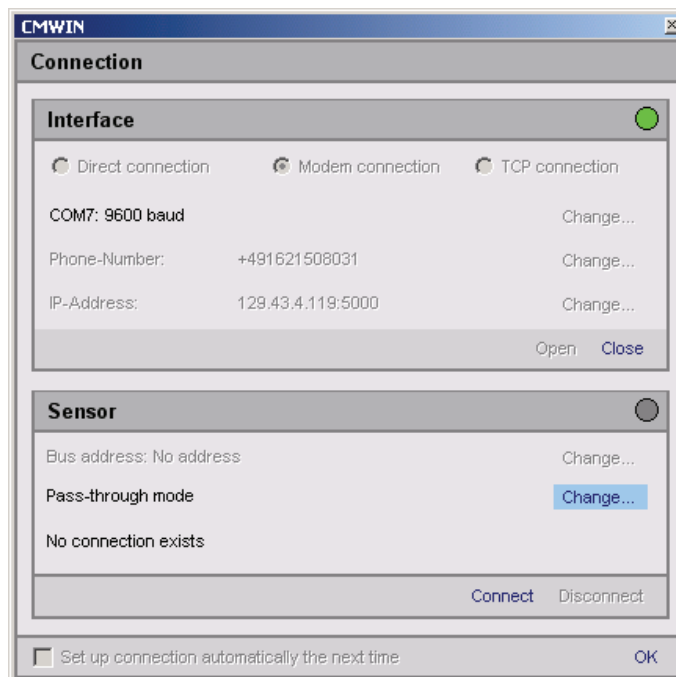 CMWIN
Connection
Interface
Direct connection Modem connection TCP connection
COM7: 9600 baud Change...
Phone-Number: +491621508031 Change...
IP-Address: 129.43.4.119:5000 Change...
Open Close
Sensor
Bus address: No address Change...
Pass-through mode Change...
No connection exists
Connect Disconnect
Set up connection automatically the next time OK